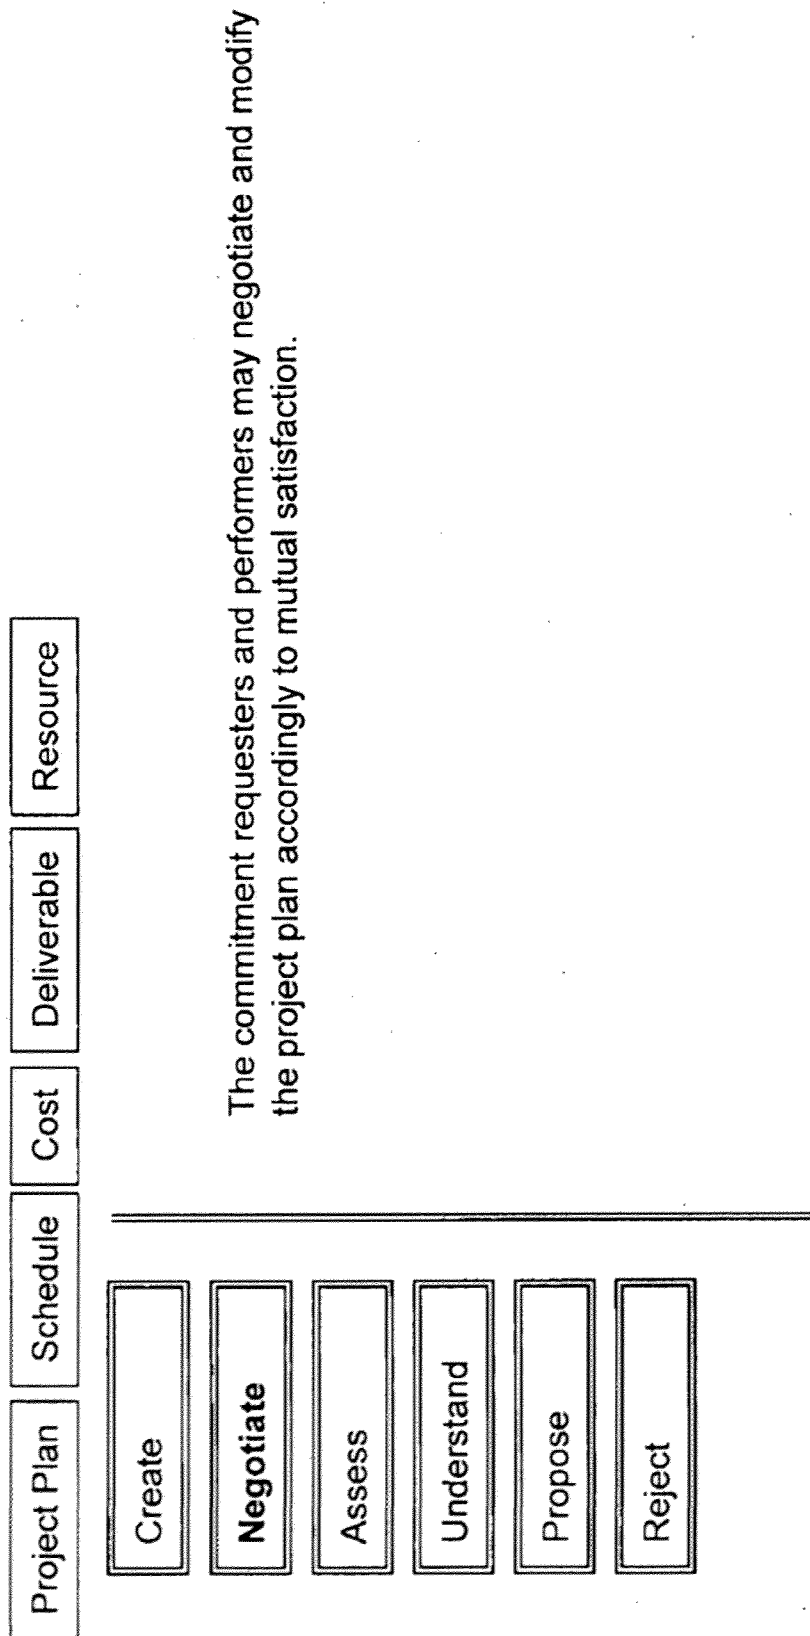 Project Plan
Schedule
Cost
Deliverable
Resource
Create
Negotiate
Assess
Understand
Propose
Reject
The commitment requesters and performers may negotiate and modify
the project plan accordingly to mutual satisfaction.